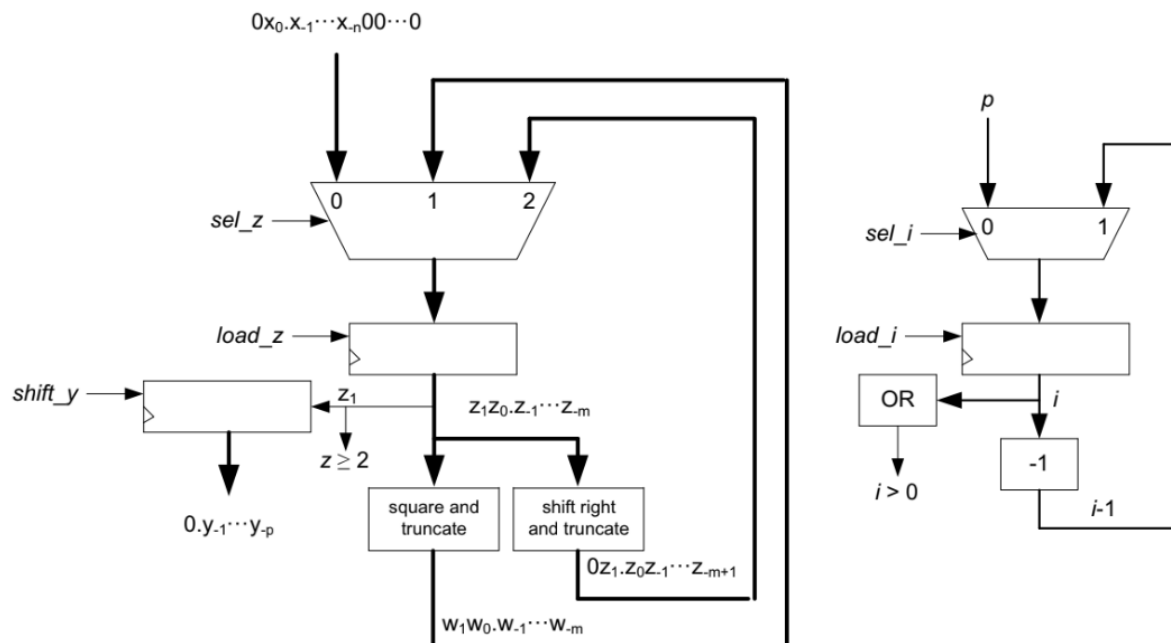 0x₀.x₋₁···x₋ₙ00···0
p
0 1 2
sel_z
0 1
sel_i
load_z
load_i
shift_y
z₁
z₁z₀.z₋₁···z₋ₘ
OR
i
z ≥ 2
-1
i > 0
square and
truncate
shift right
and truncate
i-1
0.y₋₁···y₋ₚ
0z₁.z₀z₋₁···z₋ₘ₊₁
w₁w₀.w₋₁···w₋ₘ